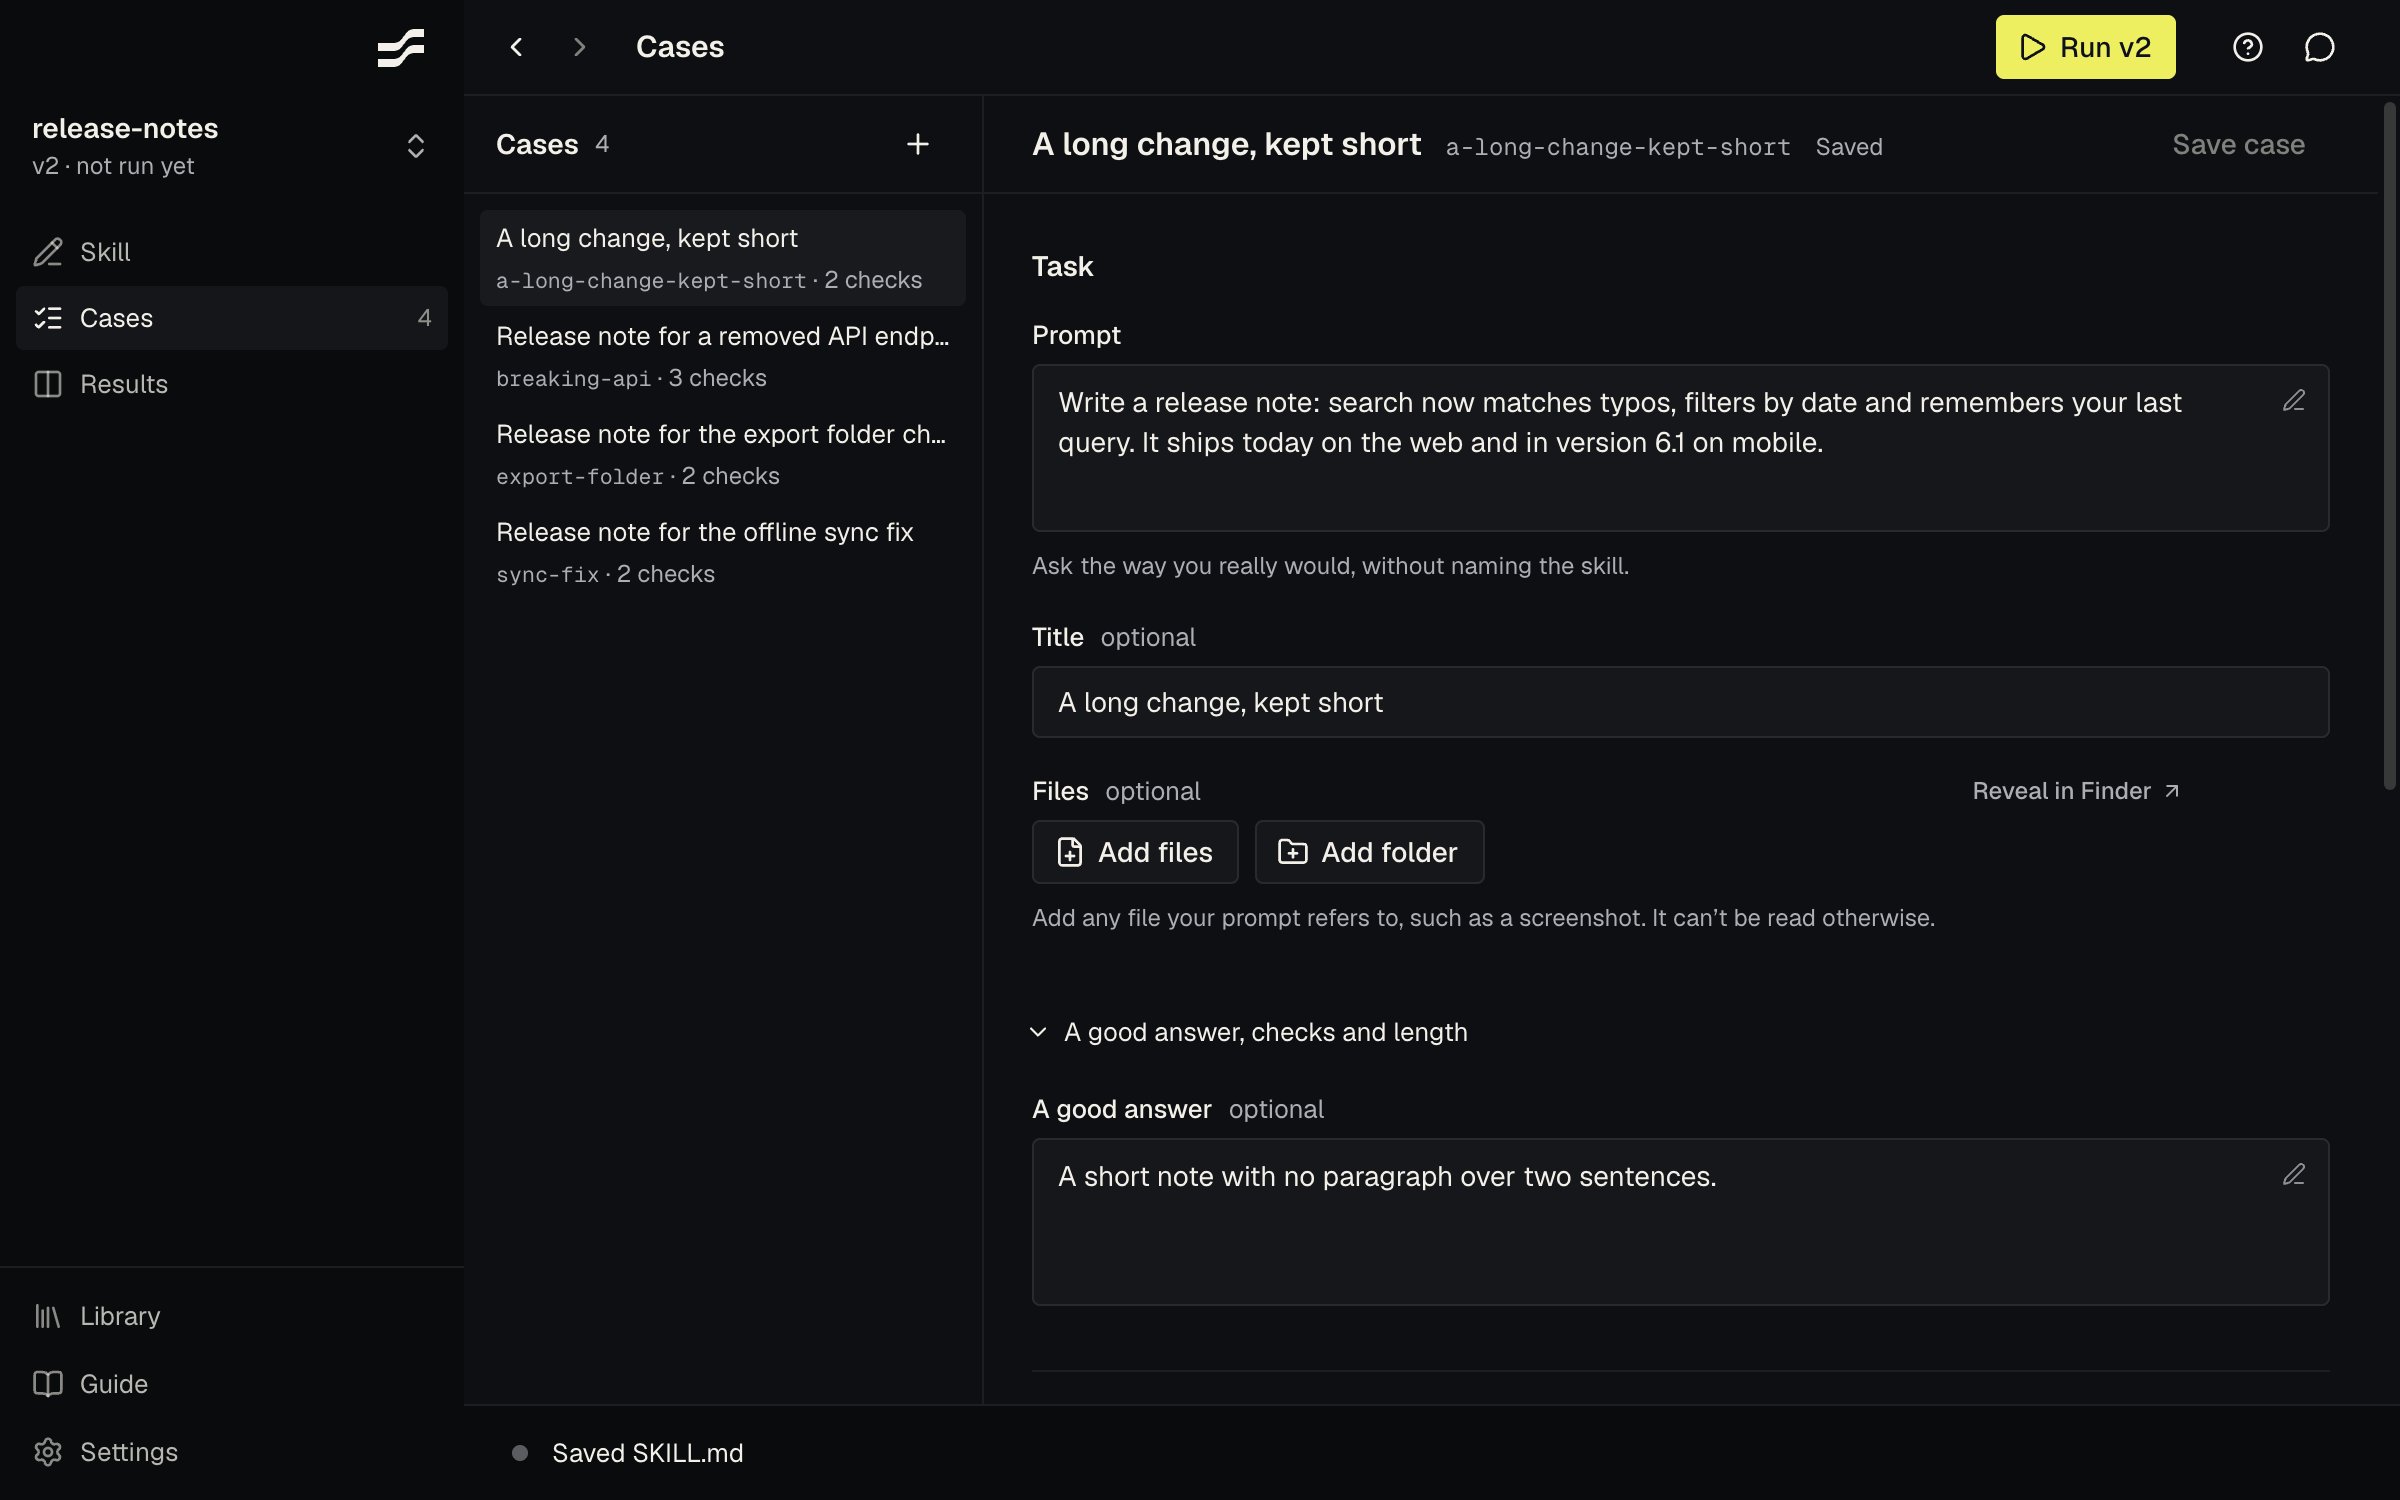 release-notes
v2 · not run yet
Skill
Cases 4
Results
Library
Guide
Settings
Cases
Run v2
Cases 4
A long change, kept short
a-long-change-kept-short · 2 checks
Release note for a removed API endp...
breaking-api · 3 checks
Release note for the export folder ch...
export-folder · 2 checks
Release note for the offline sync fix
sync-fix · 2 checks
A long change, kept short a-long-change-kept-short Saved Save case
Task
Prompt
Write a release note: search now matches typos, filters by date and remembers your last
query. It ships today on the web and in version 6.1 on mobile.
Ask the way you really would, without naming the skill.
Title optional
A long change, kept short
Files optional Reveal in Finder
Add files Add folder
Add any file your prompt refers to, such as a screenshot. It can’t be read otherwise.
A good answer, checks and length
A good answer optional
A short note with no paragraph over two sentences.
Saved SKILL.md